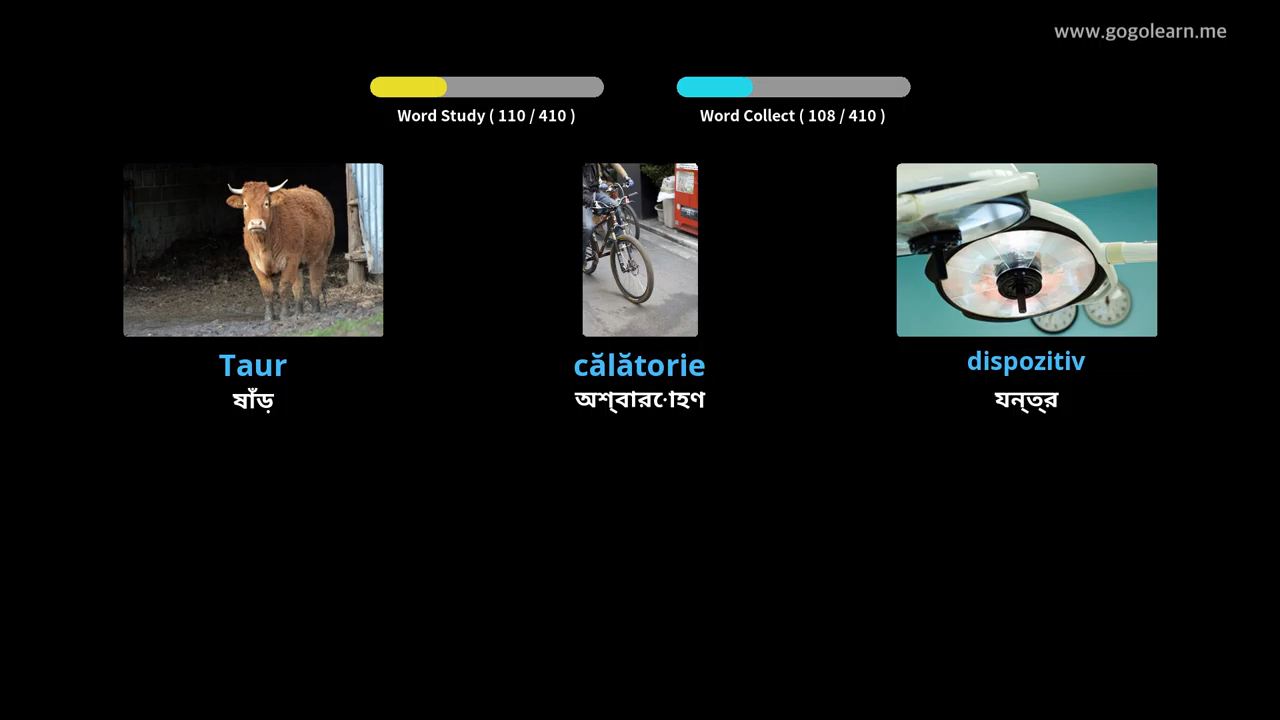 www.gogolearn.me
Word Study ( 110 / 410 )
Word Collect ( 108 / 410 )
Taur
călătorie
dispozitiv
ষাঁড়
অশ্বারোহণ
যন্ত্র